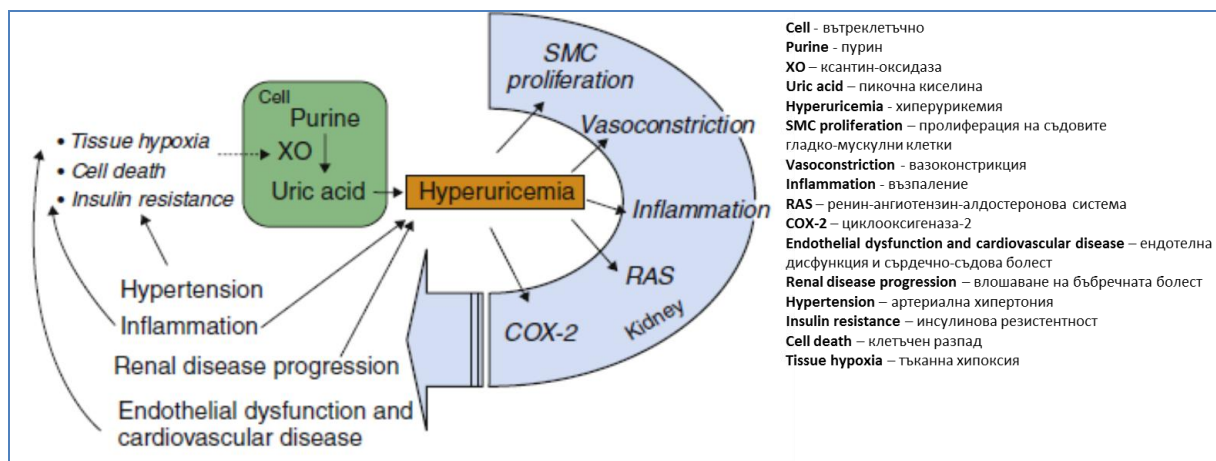 SMC
proliferation
Vasoconstriction
Inflammation
RAS
COX-2
Kidney
Cell
Purine
XO
Uric acid
Hyperuricemia
• Tissue hypoxia
• Cell death
• Insulin resistance
Hypertension
Inflammation
Renal disease progression
Endothelial dysfunction and
cardiovascular disease
Cell - вътреклетъчно
Purine - пурин
XO – ксантин-оксидаза
Uric acid – пикочна киселина
Hyperuricemia - хиперурикемия
SMC proliferation – пролиферация на съдовите
гладко-мускулни клетки
Vasoconstriction - вазоконстрикция
Inflammation - възпаление
RAS – ренин-ангиотензин-алдостеронова система
COX-2 – циклооксигеназа-2
Endothelial dysfunction and cardiovascular disease – ендотелна
дисфункция и сърдечно-съдова болест
Renal disease progression – влошаване на бъбречната болест
Hypertension – артериална хипертония
Insulin resistance – инсулинова резистентност
Cell death – клетъчен разпад
Tissue hypoxia – тъканна хипоксия